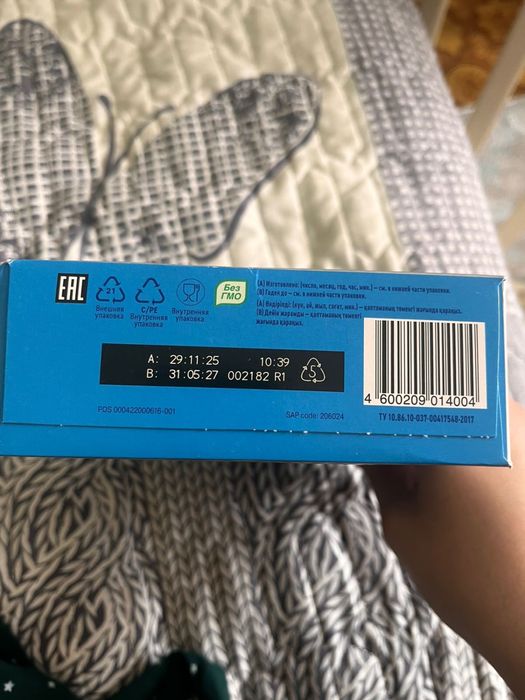 EAC
21
Внешняя
упаковка
C/PE
Внутренняя
упаковка
Внутренняя
упаковка
Без
ГМО
(А) Изготовлено: (число, месяц, год, час, мин.) — см. в нижней части упаковки.
(В) Годен до — см. в нижней части упаковки.
(А) Өндірілді: (күн, ай, жыл, сағат, мин.) — қаптаманың төменгі жағында қараңыз.
(В) Дейін жарамды — қаптаманың төменгі
жағында қараңыз.
A: 29:11:25 10:39
B: 31:05:27 002182 R1
5
4 600209 014004
POS 000422000616-001
SAP code: 206024
ТУ 10.86.10-037-00417548-2017